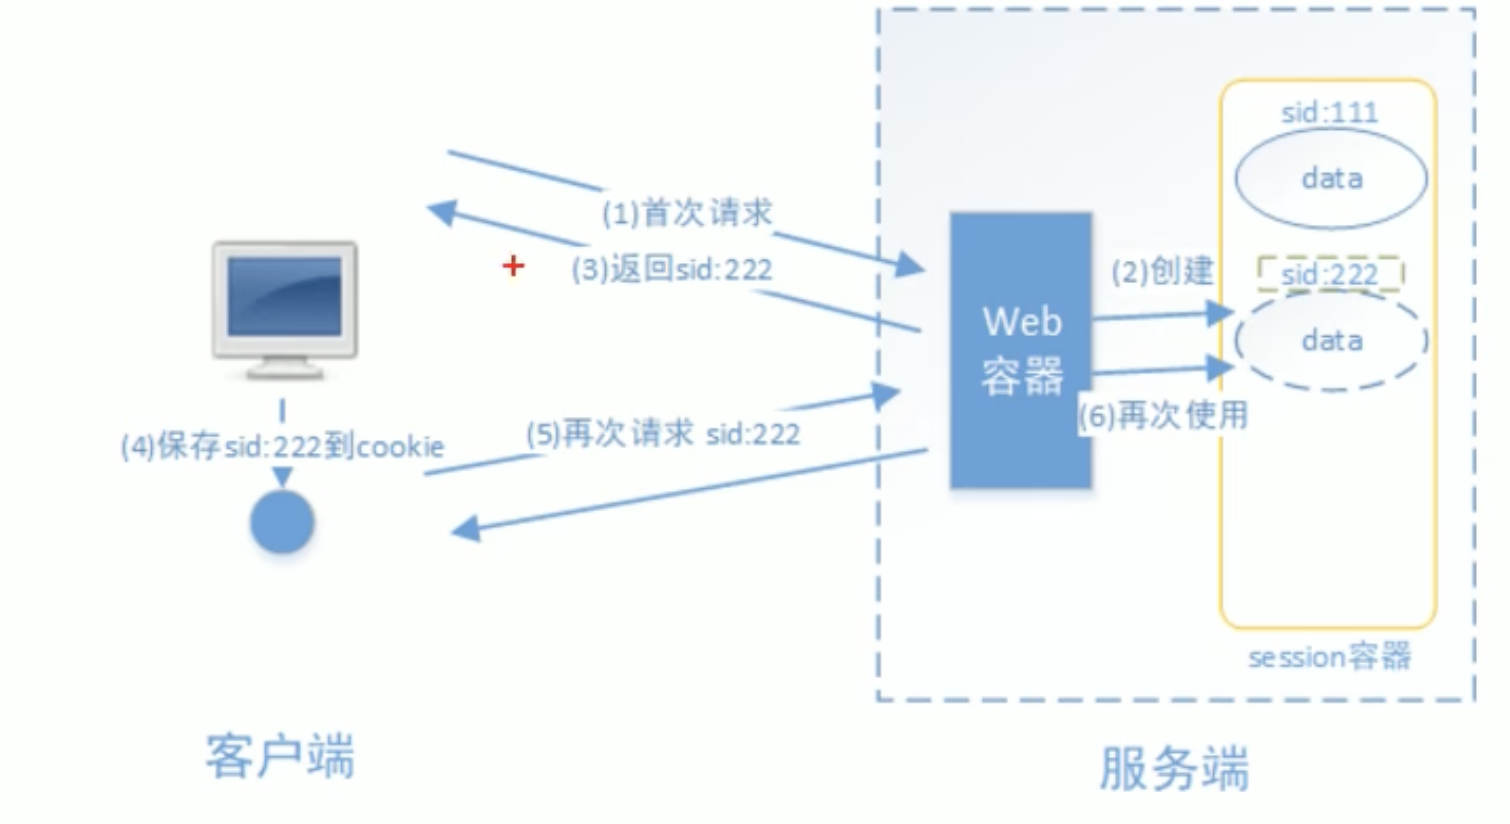 sid:111
data
(1)首次请求
(3)返回sid:222
(2)创建
sid:222
data
Web
容器
(4)保存sid:222到cookie
(5)再次请求 sid:222
(6)再次使用
session容器
客户端
服务端